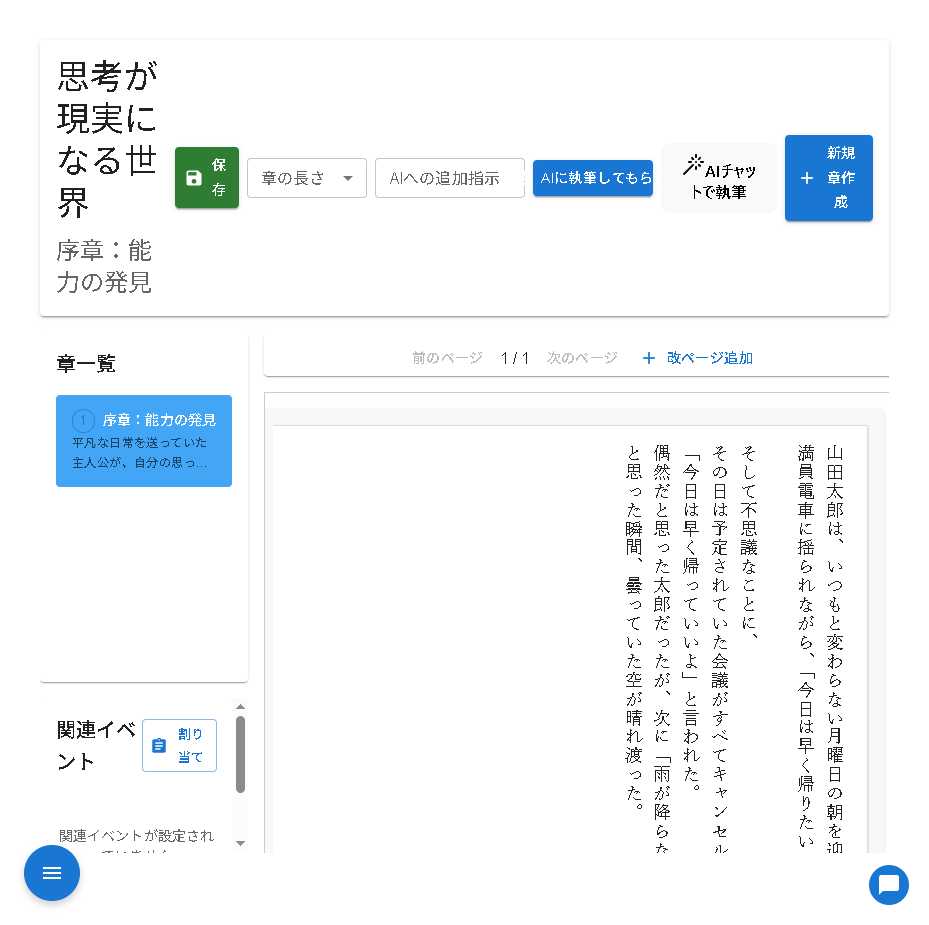 思考が
現実に
なる世
界
序章：能
力の発見
保
存
章の長さ
AIへの追加指示
AIに執筆してもら
AIチャッ
トで執筆
新規
章作
成
章一覧
1 序章：能力の発見
平凡な日常を送っていた
主人公が、自分の思っ...
前のページ 1 / 1 次のページ 改ページ追加
山田太郎は、いつもと変わらない月曜日の朝を迎
満員電車に揺られながら、「今日は早く帰りたい
そして不思議なことに、
その日は予定されていた会議がすべてキャンセル
「今日は早く帰っていいよ」と言われた。
偶然だと思った太郎だったが、次に「雨が降らな
と思った瞬間、曇っていた空が晴れ渡った。
関連イベ
ント
割り
当て
関連イベントが設定され